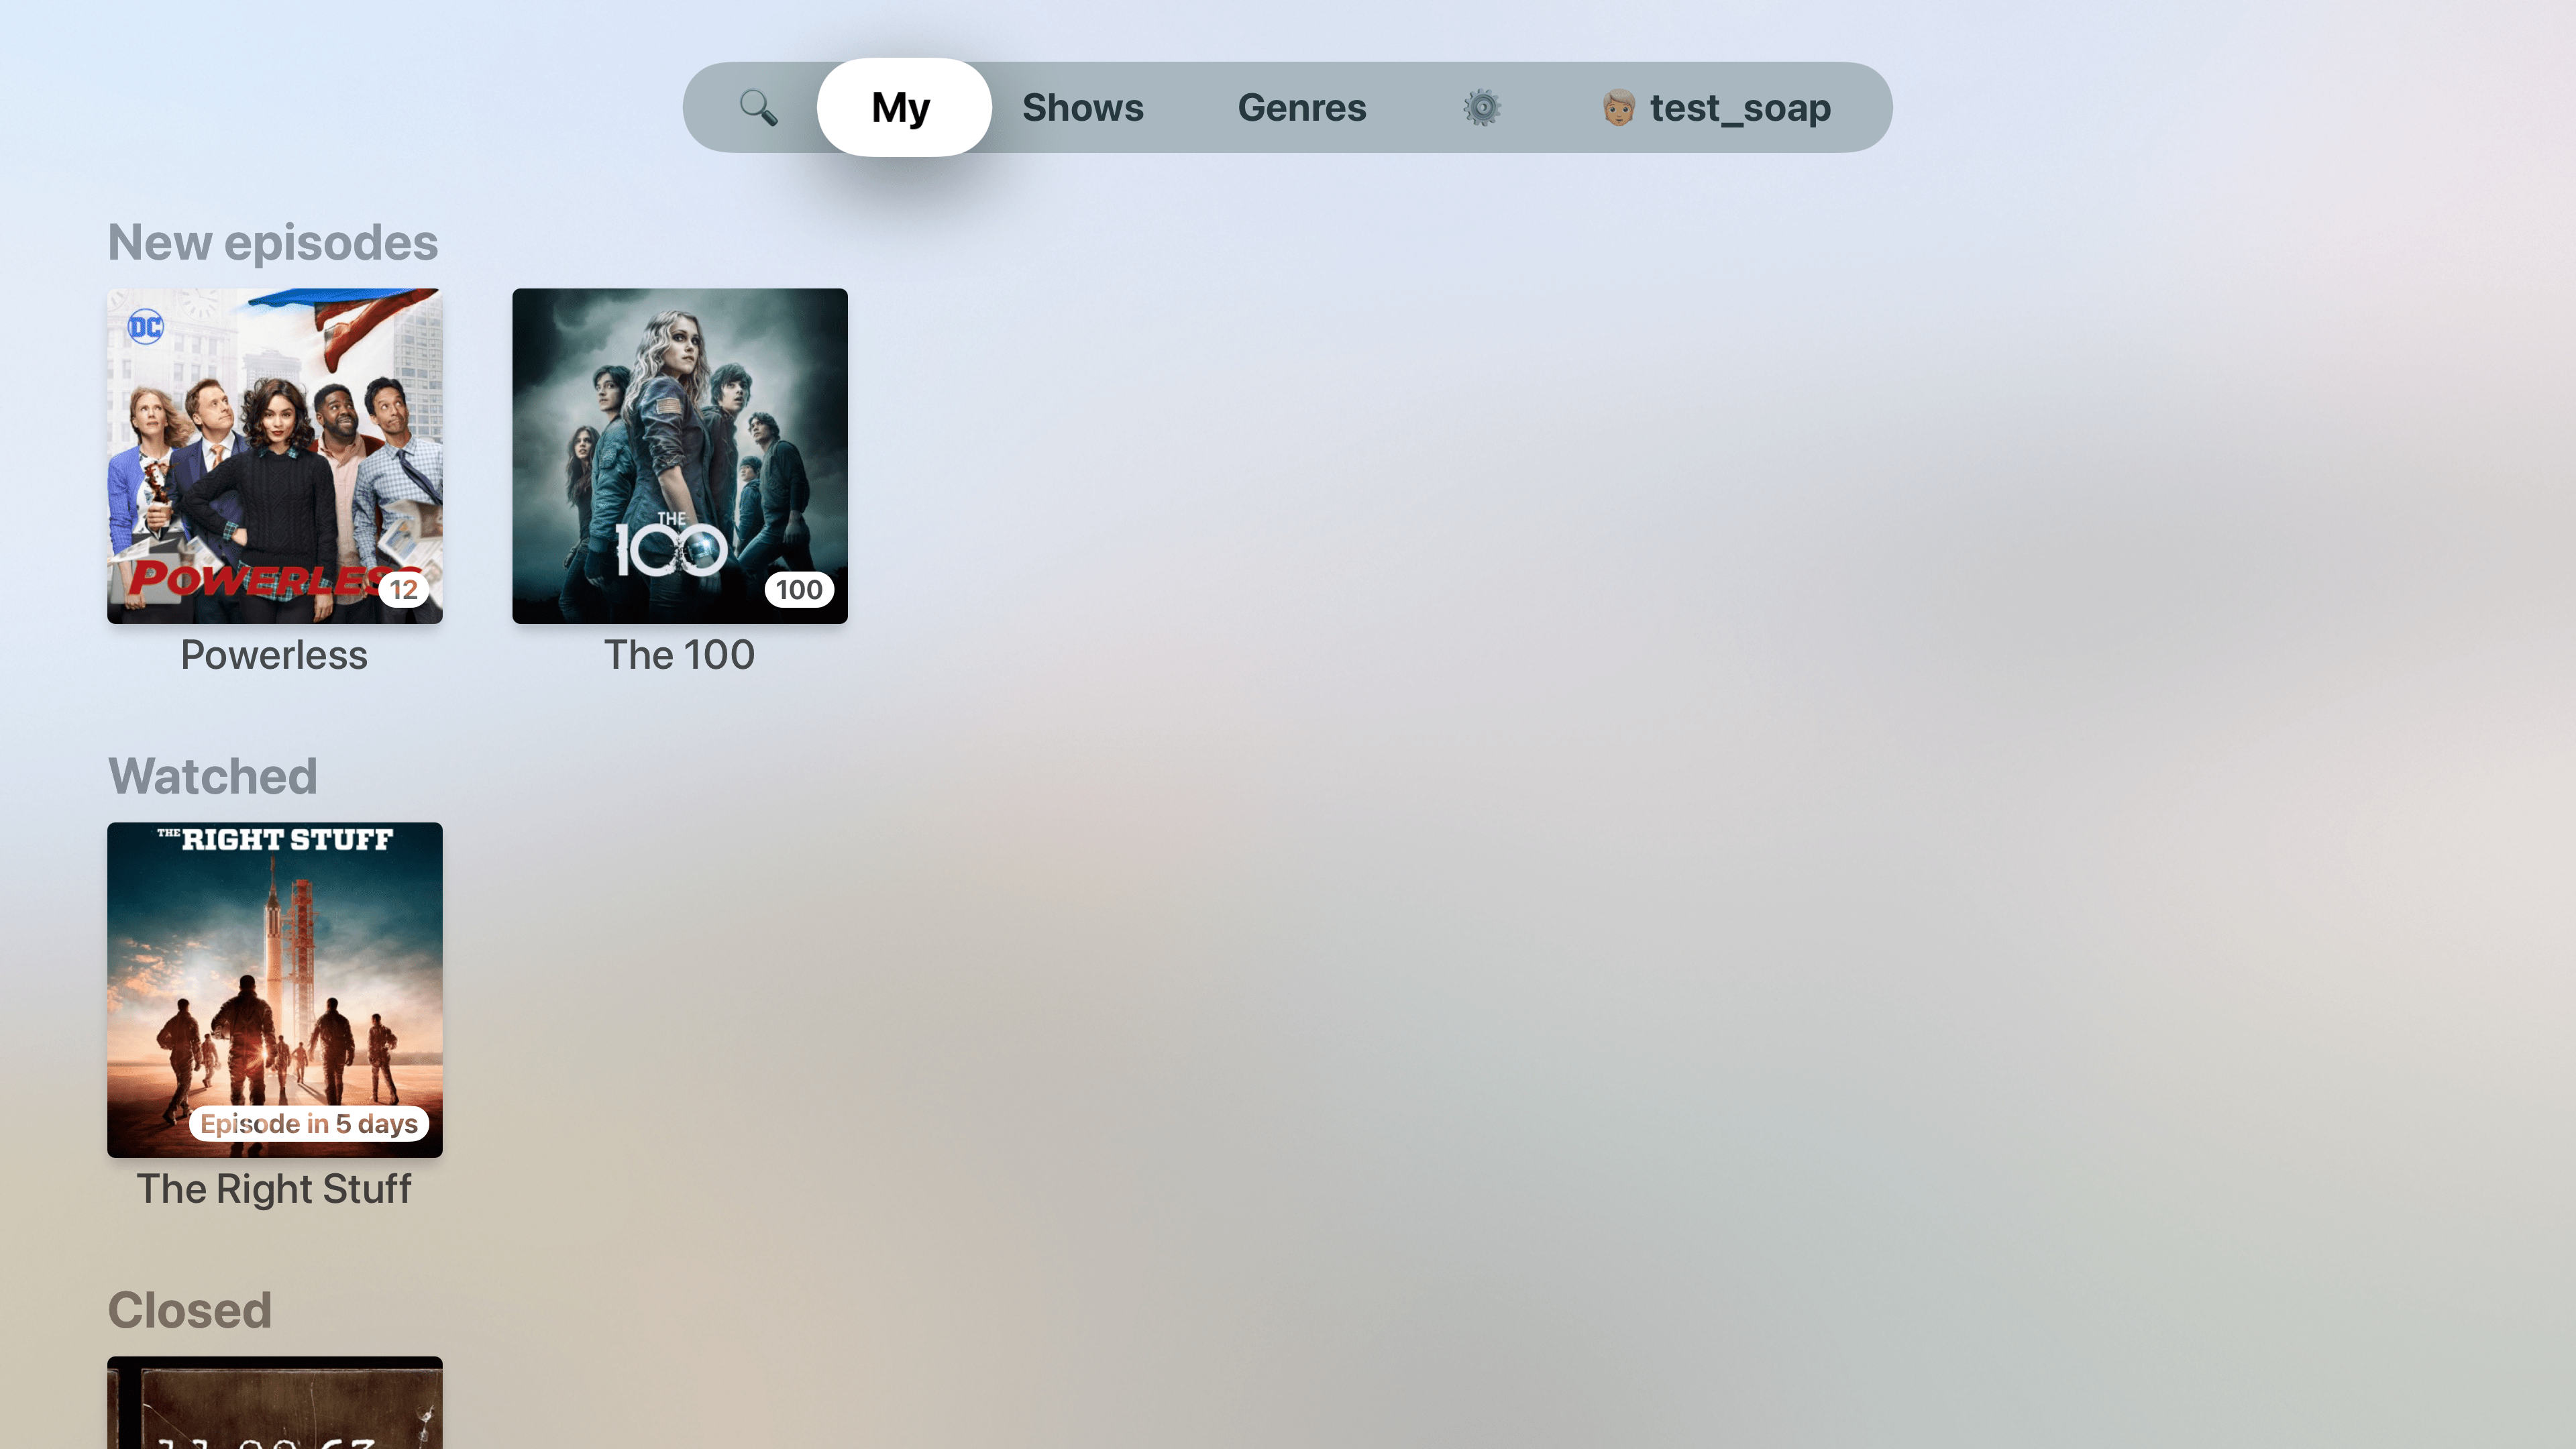 My
Shows
Genres
test_soap
New episodes
DC
POWERLESS
12
THE
100
100
Powerless
The 100
Watched
THE RIGHT STUFF
Episode in 5 days
The Right Stuff
Closed